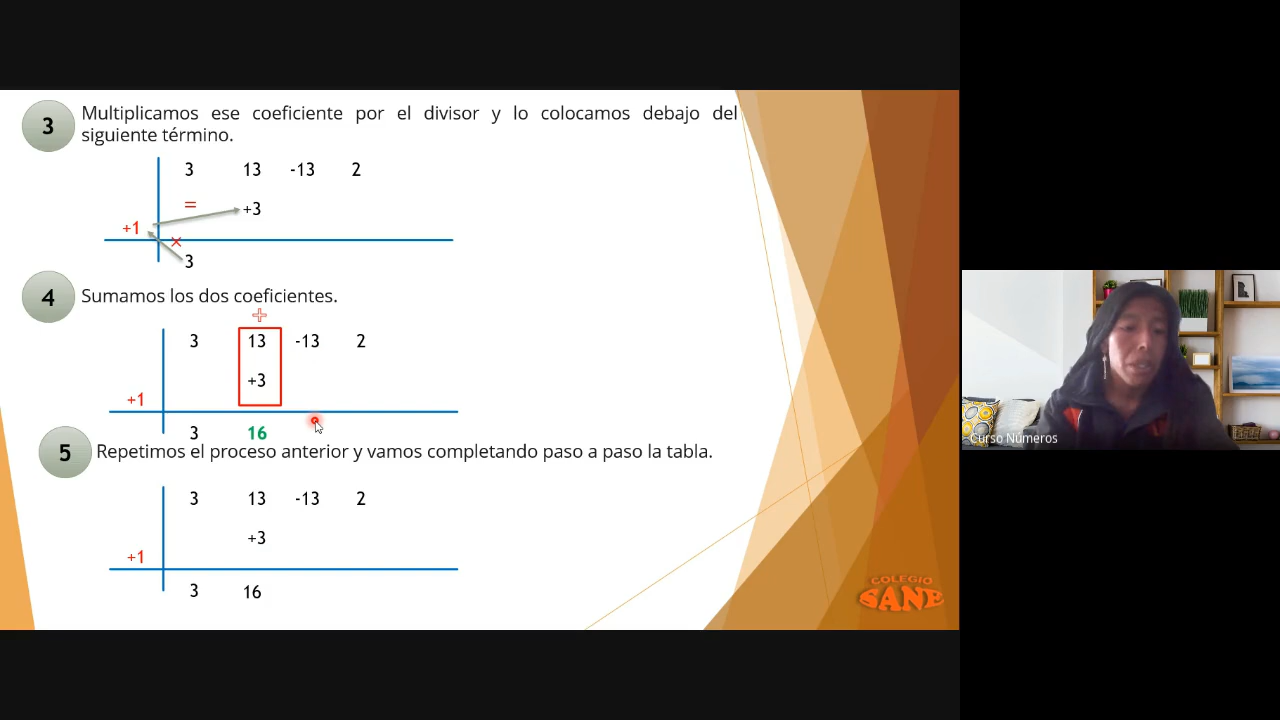 3
Multiplicamos ese coeficiente por el divisor y lo colocamos debajo del
siguiente término.
3 13 -13 2
= +3
+1
×
3
4
Sumamos los dos coeficientes.
+
3 13 -13 2
+3
+1
3 16
5
Repetimos el proceso anterior y vamos completando paso a paso la tabla.
3 13 -13 2
+3
+1
3 16
COLEGIO
SANE
Curso Números